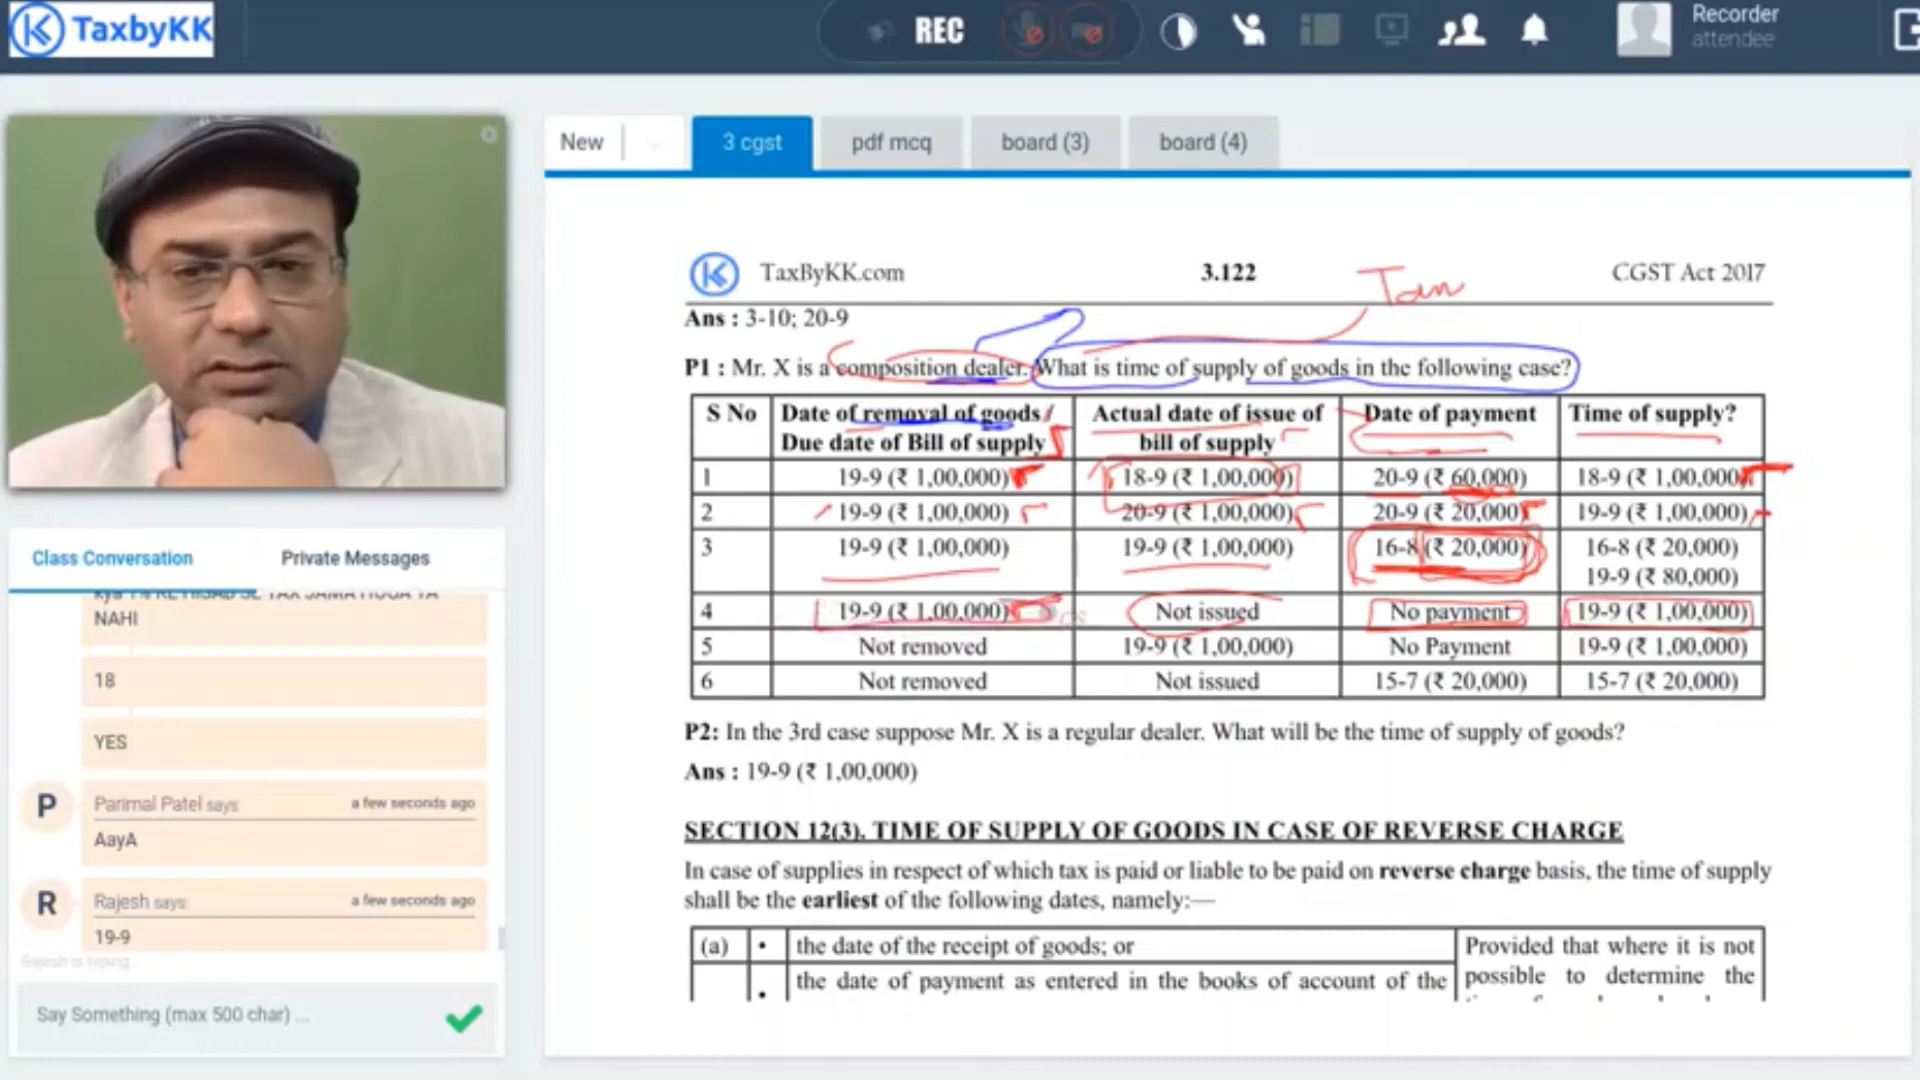 TaxbyKK
REC
Recorder
attendee
New
3 cgst
pdf mcq
board (3)
board (4)
Class Conversation
Private Messages
NAHI
18
YES
P
Parimal Patel says:
a few seconds ago
AayA
R
Rajesh says:
a few seconds ago
19-9
Rajesh is typing...
Say Something (max 500 char) ...
TaxByKK.com
3.122
CGST Act 2017
Ans : 3-10; 20-9
P1 : Mr. X is a composition dealer. What is time of supply of goods in the following case?
S No | Date of removal of goods/ Due date of Bill of supply | Actual date of issue of bill of supply | Date of payment | Time of supply?
1 | 19-9 (₹ 1,00,000) | 18-9 (₹ 1,00,000) | 20-9 (₹ 60,000) | 18-9 (₹ 1,00,000)
2 | 19-9 (₹ 1,00,000) | 20-9 (₹ 1,00,000) | 20-9 (₹ 20,000) | 19-9 (₹ 1,00,000)
3 | 19-9 (₹ 1,00,000) | 19-9 (₹ 1,00,000) | 16-8 (₹ 20,000) | 16-8 (₹ 20,000)
19-9 (₹ 80,000)
4 | 19-9 (₹ 1,00,000) | Not issued | No payment | 19-9 (₹ 1,00,000)
5 | Not removed | 19-9 (₹ 1,00,000) | No Payment | 19-9 (₹ 1,00,000)
6 | Not removed | Not issued | 15-7 (₹ 20,000) | 15-7 (₹ 20,000)
P2: In the 3rd case suppose Mr. X is a regular dealer. What will be the time of supply of goods?
Ans : 19-9 (₹ 1,00,000)
SECTION 12(3). TIME OF SUPPLY OF GOODS IN CASE OF REVERSE CHARGE
In case of supplies in respect of which tax is paid or liable to be paid on reverse charge basis, the time of supply
shall be the earliest of the following dates, namely:—
(a) • the date of the receipt of goods; or
• the date of payment as entered in the books of account of the
Provided that where it is not
possible to determine the